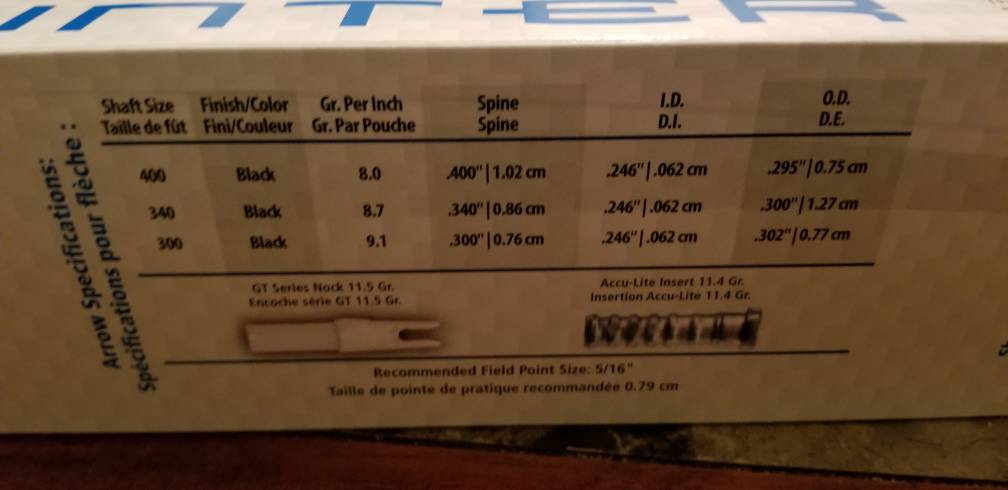 UNTER
Arrow Specifications:
Spécifications pour flèche :
Shaft Size Finish/Color Gr. Per Inch Spine I.D. O.D.
Taille de fût Fini/Couleur Gr. Par Pouche Spine D.I. D.E.
400 Black 8.0 .400" | 1.02 cm .246" | .062 cm .295" | 0.75 cm
340 Black 8.7 .340" | 0.86 cm .246" | .062 cm .300" | 1.27 cm
300 Black 9.1 .300" | 0.76 cm .246" | .062 cm .302" | 0.77 cm
GT Series Nock 11.5 Gr. Accu-Lite Insert 11.4 Gr.
Encoche série GT 11.5 Gr. Insertion Accu-Lite 11.4 Gr.
Recommended Field Point Size: 5/16"
Taille de pointe de pratique recommandée 0.79 cm